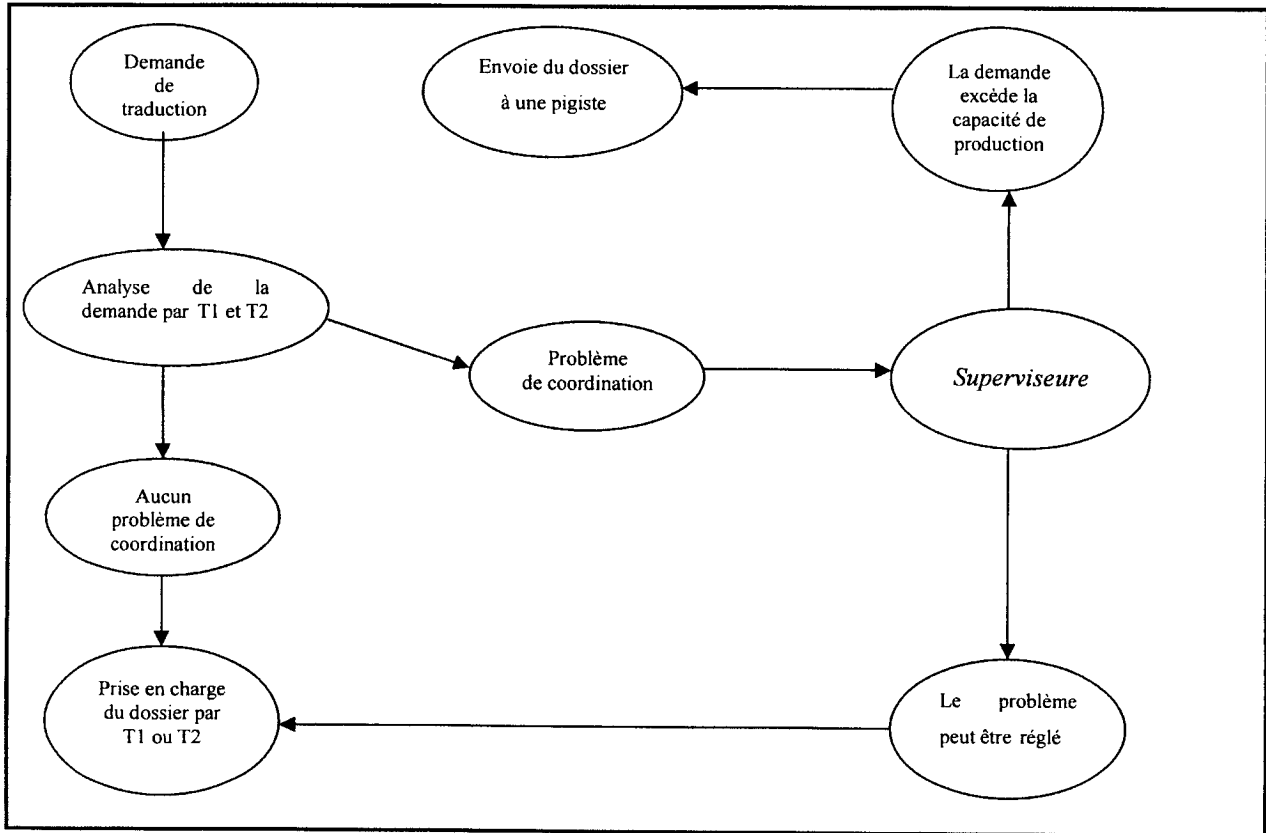 Demande
de
traduction
Envoie du dossier
à une pigiste
La demande
excède la
capacité de
production
Analyse de la
demande par T1 et T2
Problème
de coordination
Superviseure
Aucun
problème de
coordination
Prise en charge
du dossier par
T1 ou T2
Le problème
peut être réglé